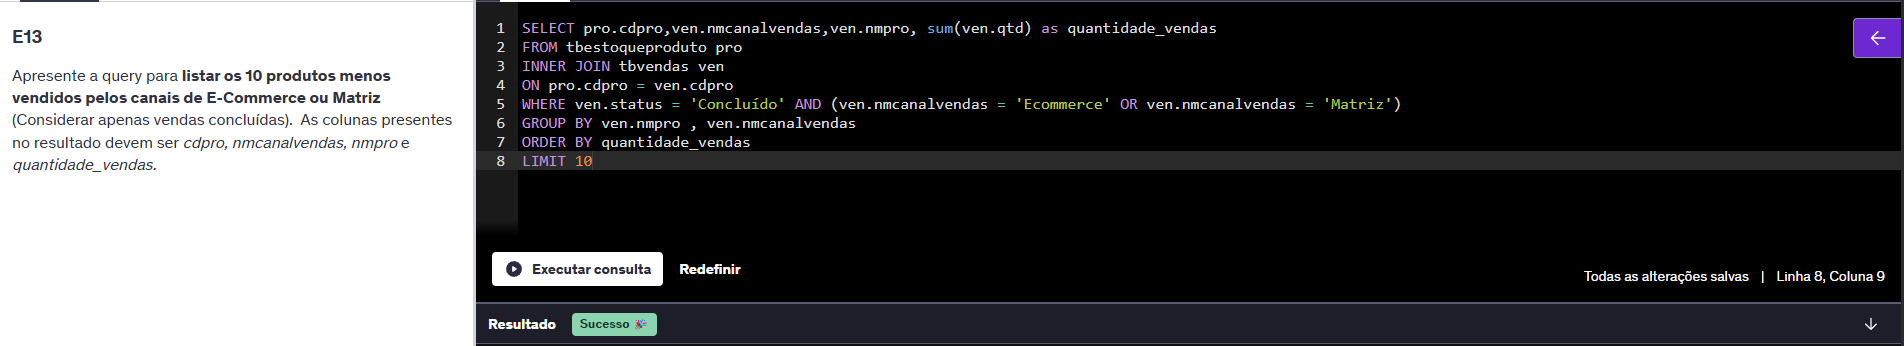 E13
Apresente a query para listar os 10 produtos menos
vendidos pelos canais de E-Commerce ou Matriz
(Considerar apenas vendas concluídas).  As colunas presentes
no resultado devem ser cdpro, nmcanalvendas, nmpro e
quantidade_vendas.
1 SELECT pro.cdpro,ven.nmcanalvendas,ven.nmpro, sum(ven.qtd) as quantidade_vendas
2 FROM tbestoqueproduto pro
3 INNER JOIN tbvendas ven
4 ON pro.cdpro = ven.cdpro
5 WHERE ven.status = 'Concluído' AND (ven.nmcanalvendas = 'Ecommerce' OR ven.nmcanalvendas = 'Matriz')
6 GROUP BY ven.nmpro , ven.nmcanalvendas
7 ORDER BY quantidade_vendas
8 LIMIT 10
Executar consulta Redefinir
Todas as alterações salvas | Linha 8, Coluna 9
Resultado Sucesso 🎉